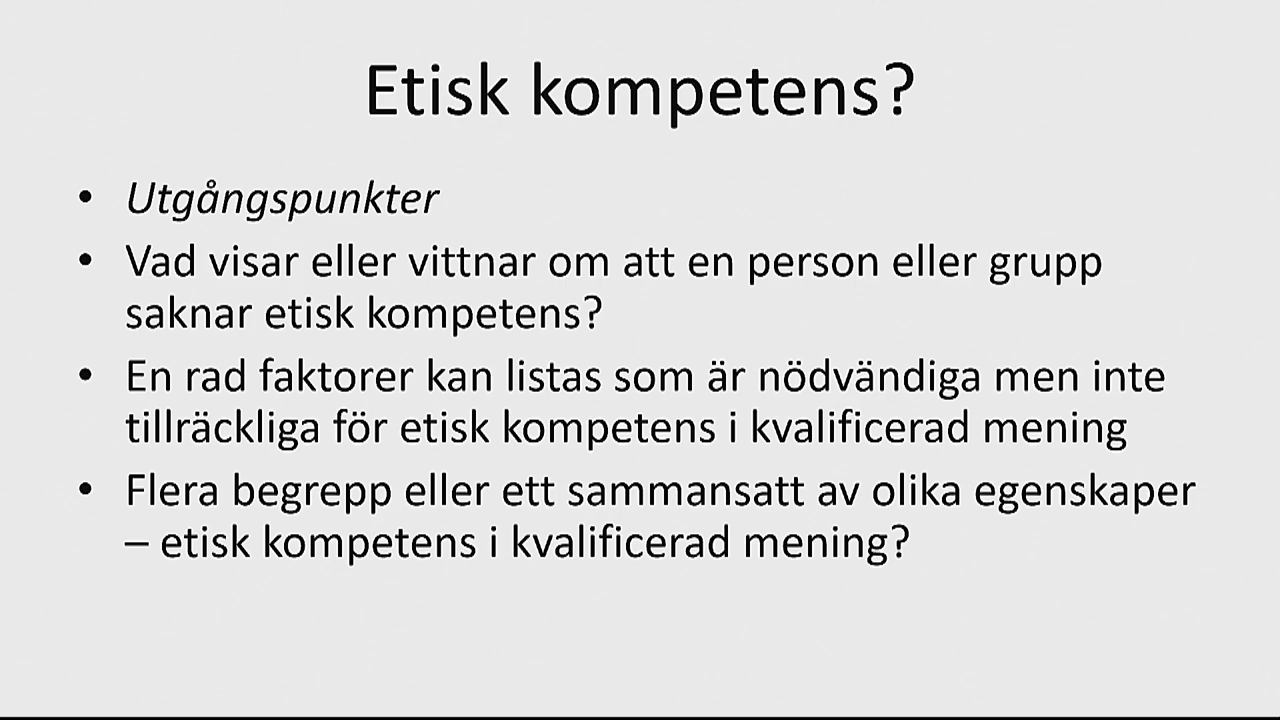 Etisk kompetens?
• Utgångspunkter
• Vad visar eller vittnar om att en person eller grupp
saknar etisk kompetens?
• En rad faktorer kan listas som är nödvändiga men inte
tillräckliga för etisk kompetens i kvalificerad mening
• Flera begrepp eller ett sammansatt av olika egenskaper
– etisk kompetens i kvalificerad mening?